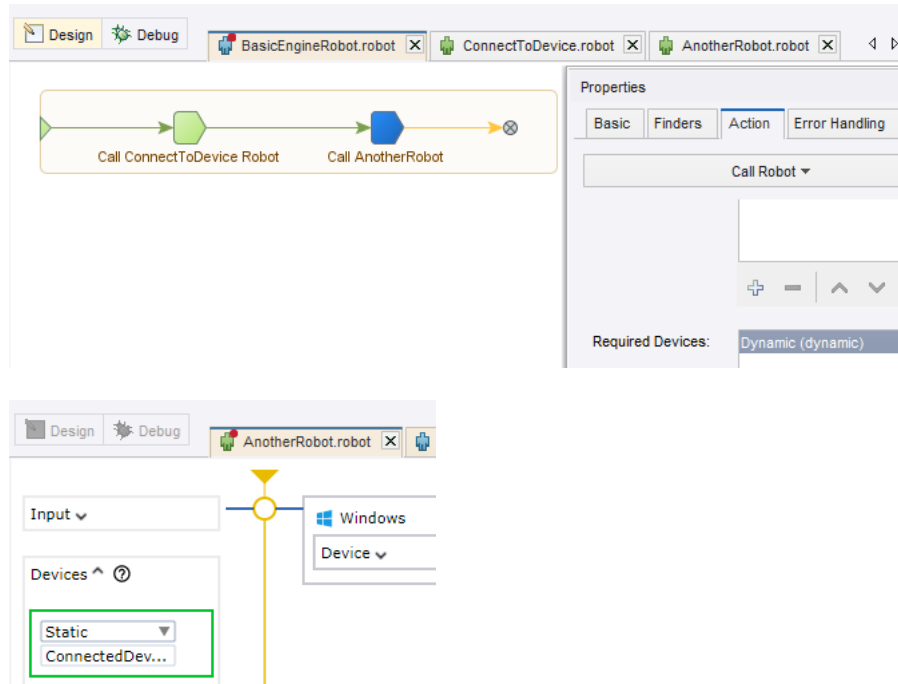 Design Debug BasicEngineRobot.robot ConnectToDevice.robot AnotherRobot.robot
Properties
Basic Finders Action Error Handling
Call ConnectToDevice Robot Call AnotherRobot
Call Robot
Required Devices: Dynamic (dynamic)
Design Debug AnotherRobot.robot
Input
Windows
Device
Devices
Static
ConnectedDev...